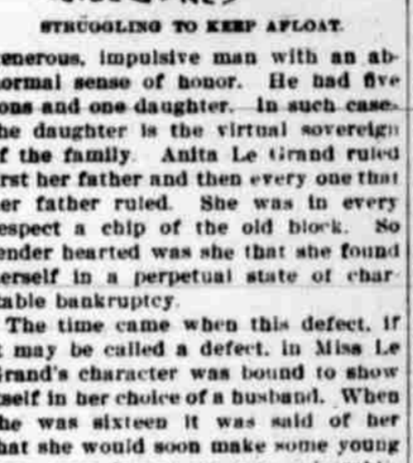 STRUGGLING TO KEEP AFLOAT.
enerous, impulsive man with an ab-
ormal sense of honor. He had five
ons and one daughter. In such case-
he daughter is the virtual sovereign
f the family. Anita Le Grand ruled
rst her father and then every one that
er father ruled. She was in every
espect a chip of the old block. So
ender hearted was she that she found
erself in a perpetual state of char-
table bankruptcy.
The time came when this defect, if
t may be called a defect, in Miss Le
rand's character was bound to show
tself in her choice of a husband. When
he was sixteen it was said of her
hat she would soon make some young